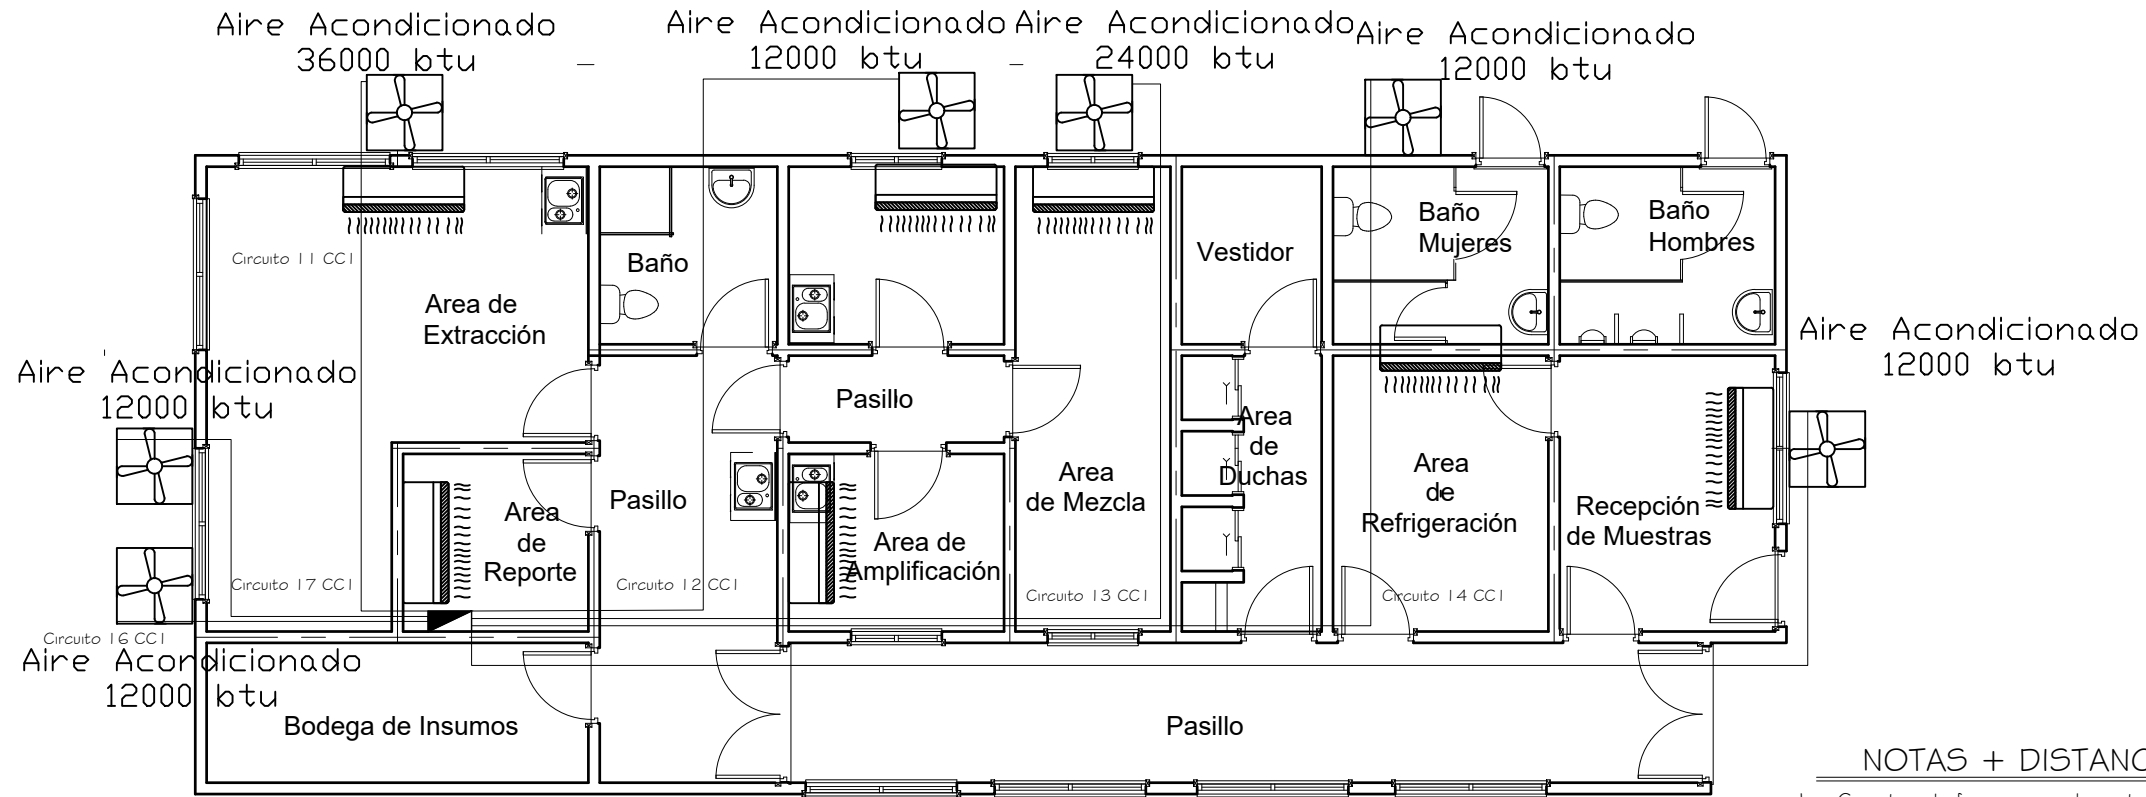 Aire Acondicionado
36000 btu
Aire Acondicionado
12000 btu
Aire Acondicionado
24000 btu
Aire Acondicionado
12000 btu
Circuito 11 CC1
Area de
Extracción
Baño
Vestidor
Baño
Mujeres
Baño
Hombres
Aire Acondicionado
12000 btu
Aire Acondicionado
12000 btu
Pasillo
Area
de
Duchas
Area
de Mezcla
Area
de
Refrigeración
Recepción
de Muestras
Pasillo
Area
de
Reporte
Area de
Amplificación
Circuito 17 CC1
Circuito 12 CC1
Circuito 13 CC1
Circuito 14 CC1
Circuito 16 CC1
Aire Acondicionado
12000 btu
Bodega de Insumos
Pasillo
NOTAS + DISTANC